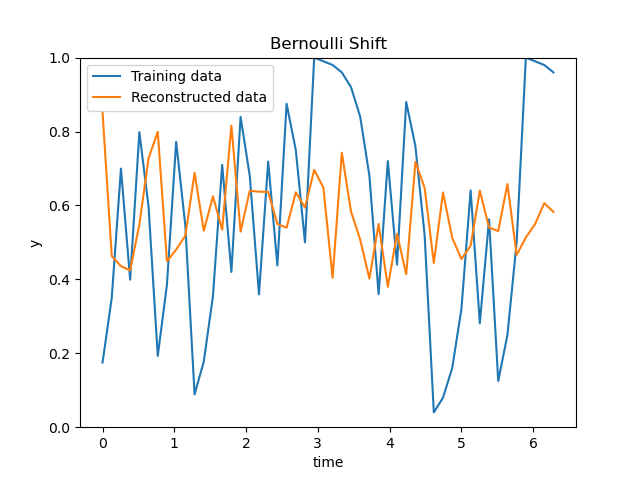 Bernoulli Shift
Training data
Reconstructed data
1.0
0.8
0.6
0.4
0.2
0.0
y
0 1 2 3 4 5 6
time